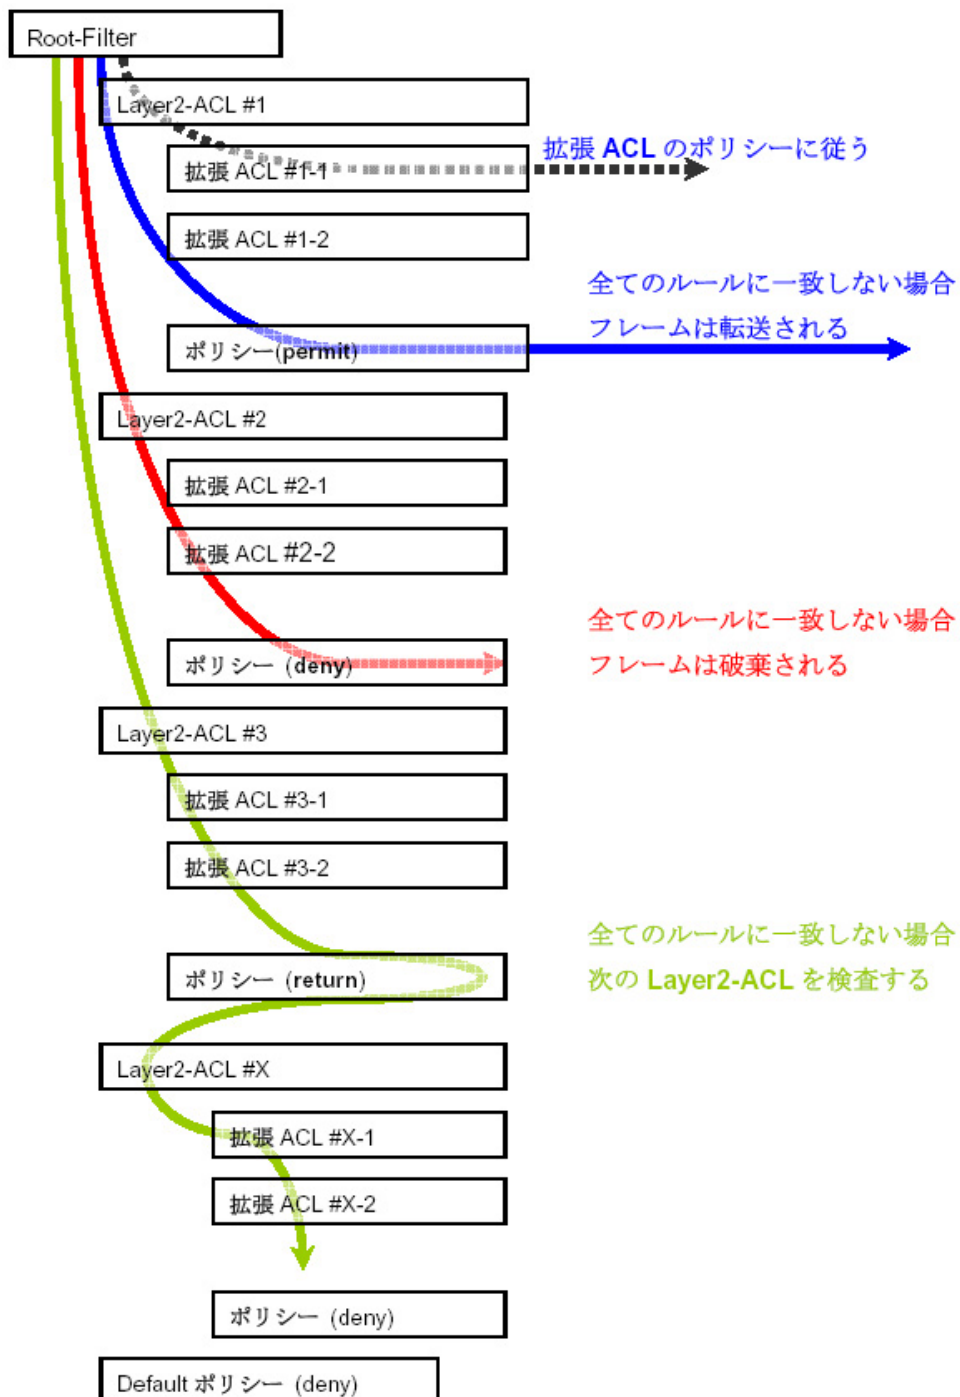 Root-Filter
Layer2-ACL #1
拡張 ACL #1-1
拡張 ACL のポリシーに従う
拡張 ACL #1-2
全てのルールに一致しない場合
フレームは転送される
ポリシー(permit)
Layer2-ACL #2
拡張 ACL #2-1
拡張 ACL #2-2
全てのルールに一致しない場合
フレームは破棄される
ポリシー (deny)
Layer2-ACL #3
拡張 ACL #3-1
拡張 ACL #3-2
全てのルールに一致しない場合
次の Layer2-ACL を検査する
ポリシー (return)
Layer2-ACL #X
拡張 ACL #X-1
拡張 ACL #X-2
ポリシー (deny)
Default ポリシー (deny)